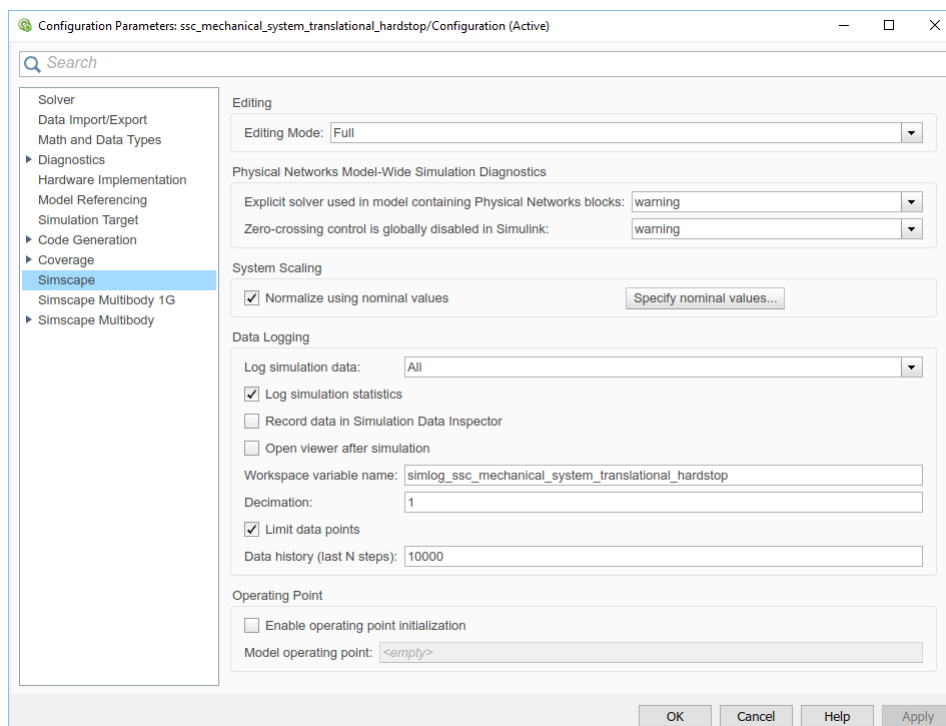 Configuration Parameters: ssc_mechanical_system_translational_hardstop/Configuration (Active)
Search
Solver
Data Import/Export
Math and Data Types
Diagnostics
Hardware Implementation
Model Referencing
Simulation Target
Code Generation
Coverage
Simscape
Simscape Multibody 1G
Simscape Multibody
Editing
Editing Mode: Full
Physical Networks Model-Wide Simulation Diagnostics
Explicit solver used in model containing Physical Networks blocks: warning
Zero-crossing control is globally disabled in Simulink: warning
System Scaling
Normalize using nominal values Specify nominal values...
Data Logging
Log simulation data: All
Log simulation statistics
Record data in Simulation Data Inspector
Open viewer after simulation
Workspace variable name: simlog_ssc_mechanical_system_translational_hardstop
Decimation: 1
Limit data points
Data history (last N steps): 10000
Operating Point
Enable operating point initialization
Model operating point: <empty>
OK Cancel Help Apply